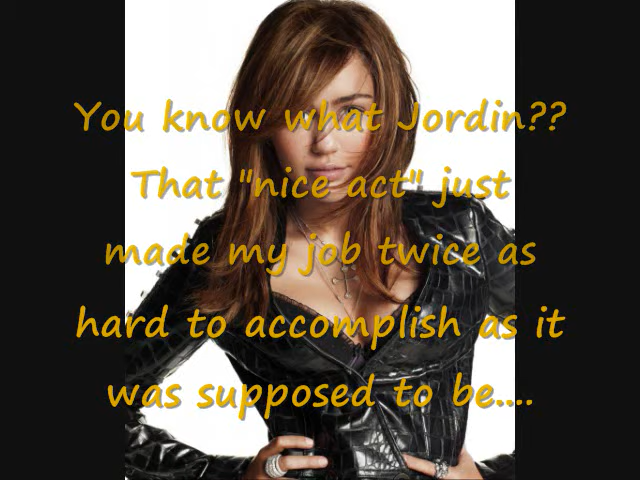 You know what Jordin??
That "nice act" just
made my job twice as
hard to accomplish as it
was supposed to be....